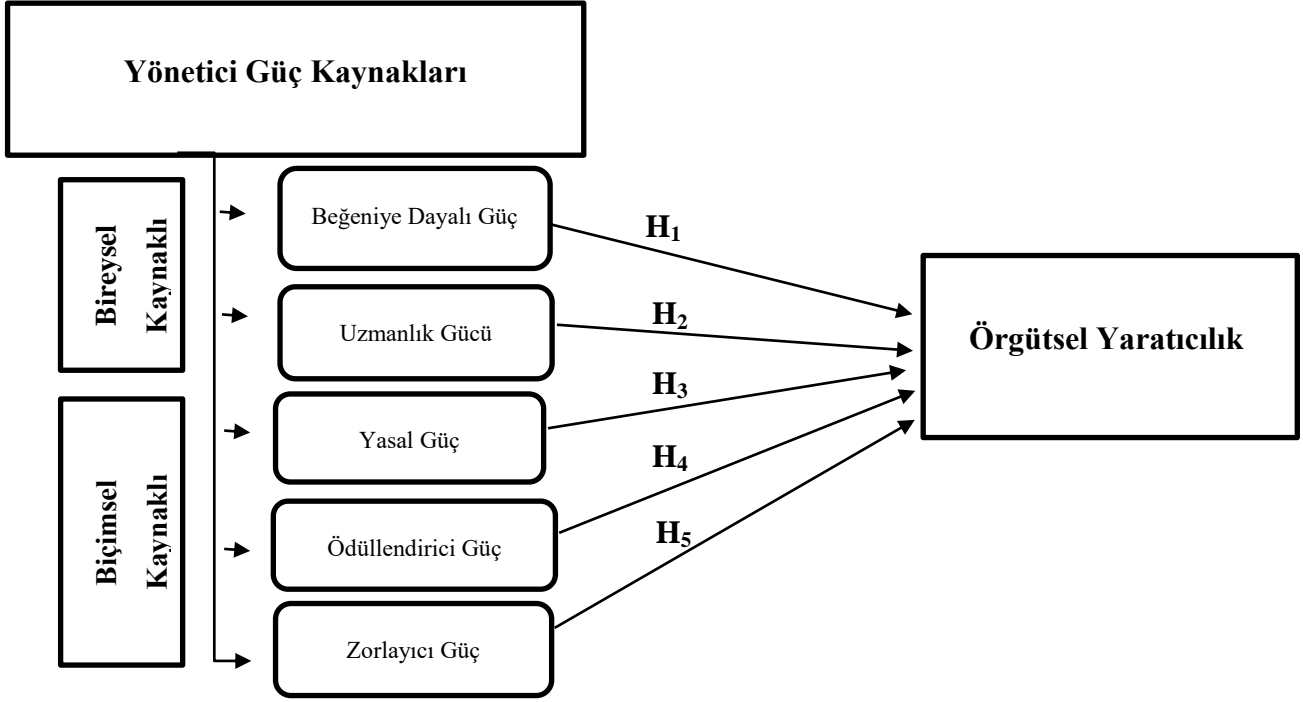 Yönetici Güç Kaynakları
Bireysel
Kaynaklı
Biçimsel
Kaynaklı
Beğeniye Dayalı Güç
Uzmanlık Gücü
Yasal Güç
Ödüllendirici Güç
Zorlayıcı Güç
H₁
H₂
H₃
H₄
H₅
Örgütsel Yaratıcılık